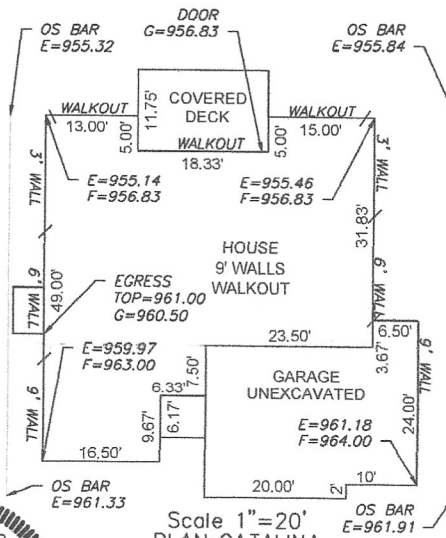 OS BAR
E=955.32
DOOR
G=956.83
OS BAR
E=955.84
WALKOUT
13.00'
5.00'
11.75'
COVERED
DECK
WALKOUT
18.33'
5.00'
WALKOUT
15.00'
3' WALL
E=955.14
F=956.83
E=955.46
F=956.83
3' WALL
31.83'
HOUSE
9' WALLS
WALKOUT
6' WALL
49.00'
EGRESS
TOP=961.00
G=960.50
6' WALL
E=959.97
F=963.00
23.50'
6.50'
3.67'
9' WALL
6.33'
7.50'
GARAGE
UNEXCAVATED
9' WALL
24.00'
9.67'
6.17'
E=961.18
F=964.00
16.50'
20.00'
2'
10'
OS BAR
E=961.33
Scale 1"=20'
PLAN CATALINA
OS BAR
E=961.91